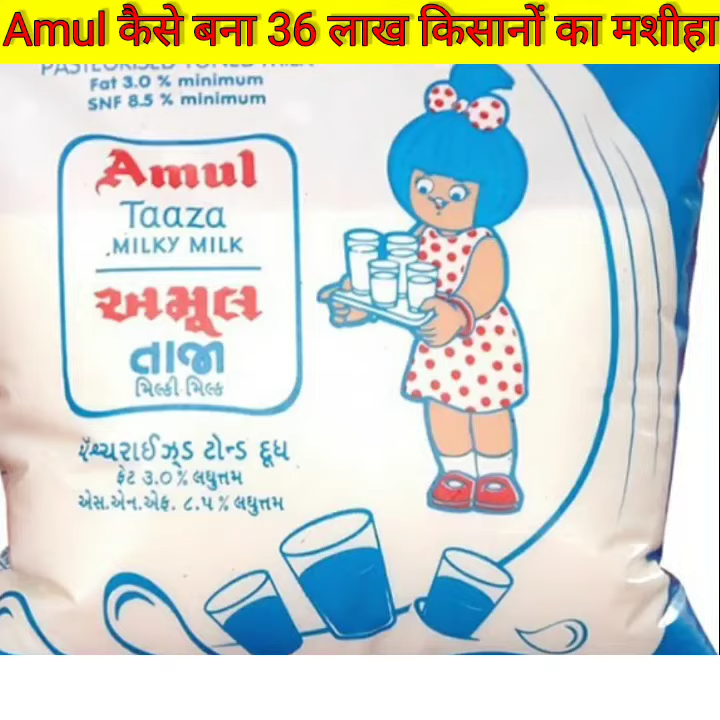 Amul कैसे बना 36 लाख किसानों का मशीहा
Fat 3.0 % minimum
SNF 8.5 % minimum
Amul
Taaza
MILKY MILK
અમૂલ
તાજા
મિલ્કી મિલ્ક
પૅશ્ચરાઈઝ્ડ ટોન્ડ દૂધ
ફેટ ૩.૦% લઘુત્તમ
એસ.એન.એફ. ૮.૫% લઘુત્તમ